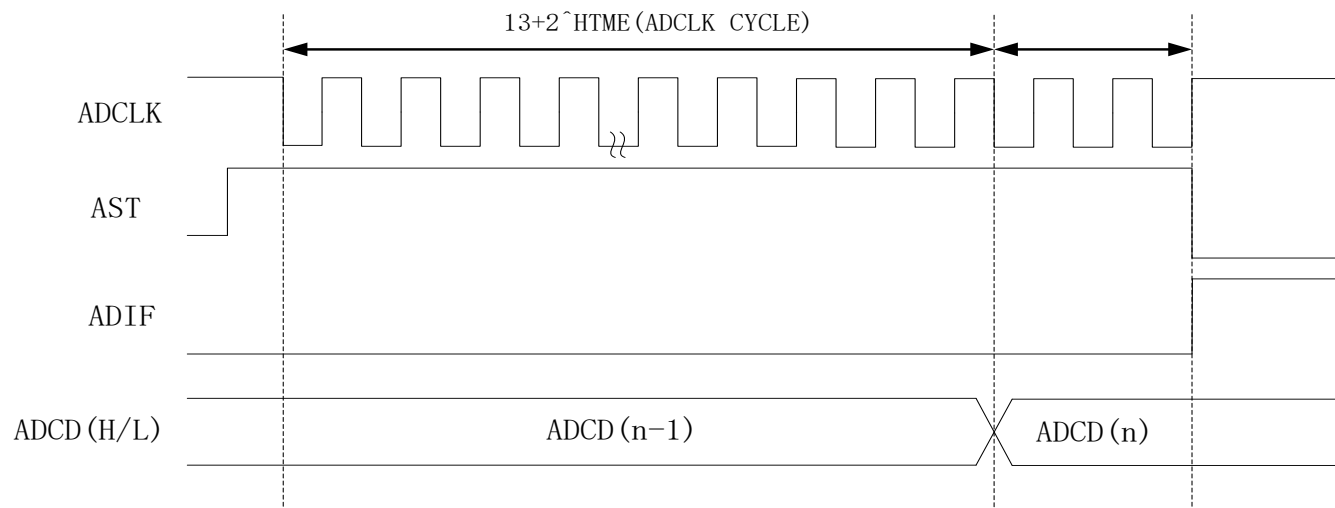 13+2^HTME(ADCLK CYCLE)
ADCLK
AST
ADIF
ADCD(H/L)
ADCD(n-1)
ADCD(n)